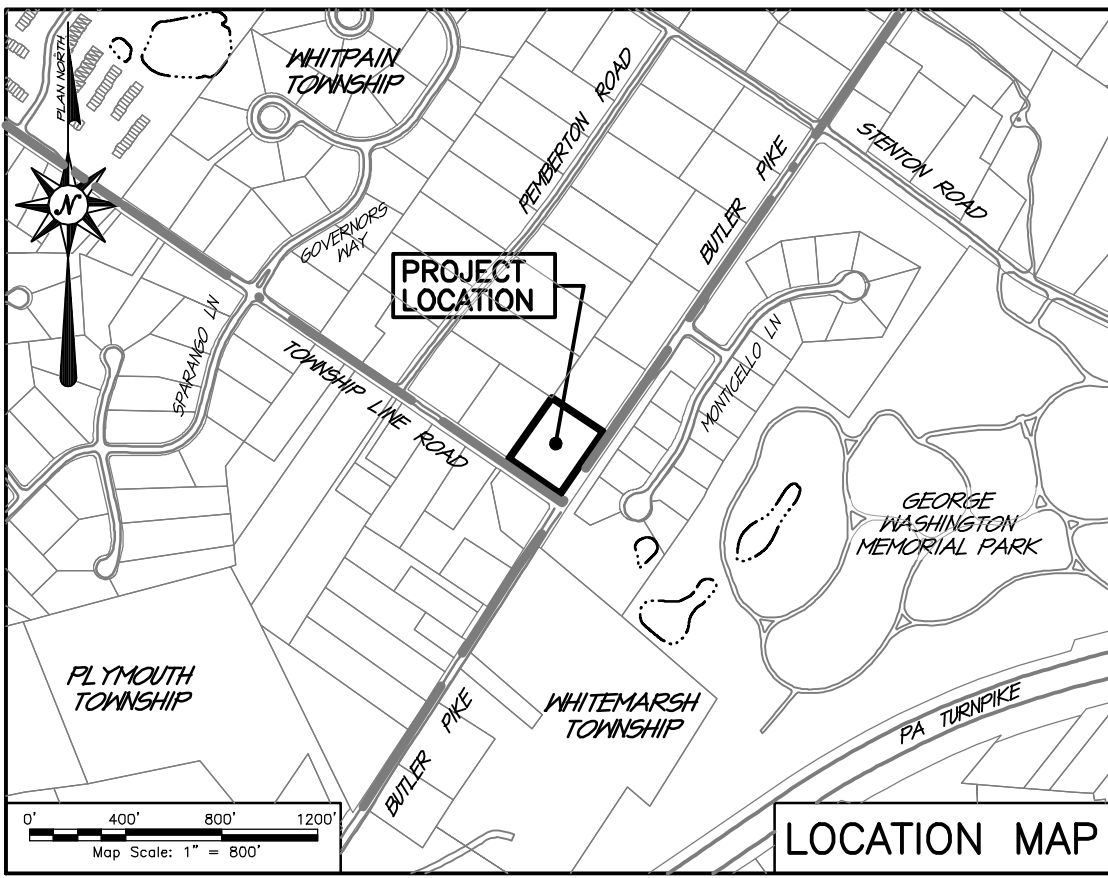 PLAN NORTH
N
WHITPAIN
TOWNSHIP
PEMBERTON ROAD
BUTLER PIKE
STENTON ROAD
GOVERNORS
WAY
PROJECT
LOCATION
SPARANGO LN
TOWNSHIP LINE ROAD
MONTICELLO LN
GEORGE
WASHINGTON
MEMORIAL PARK
PLYMOUTH
TOWNSHIP
WHITEMARSH
TOWNSHIP
BUTLER PIKE
PA TURNPIKE
0' 400' 800' 1200'
Map Scale: 1" = 800'
LOCATION MAP